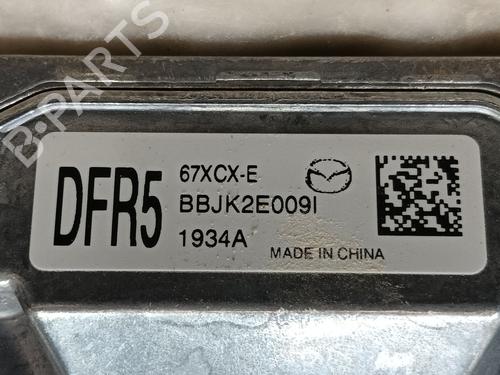 B-PARTS
DFR5
67XCX-E
BBJK2E009I
1934A
MADE IN CHINA